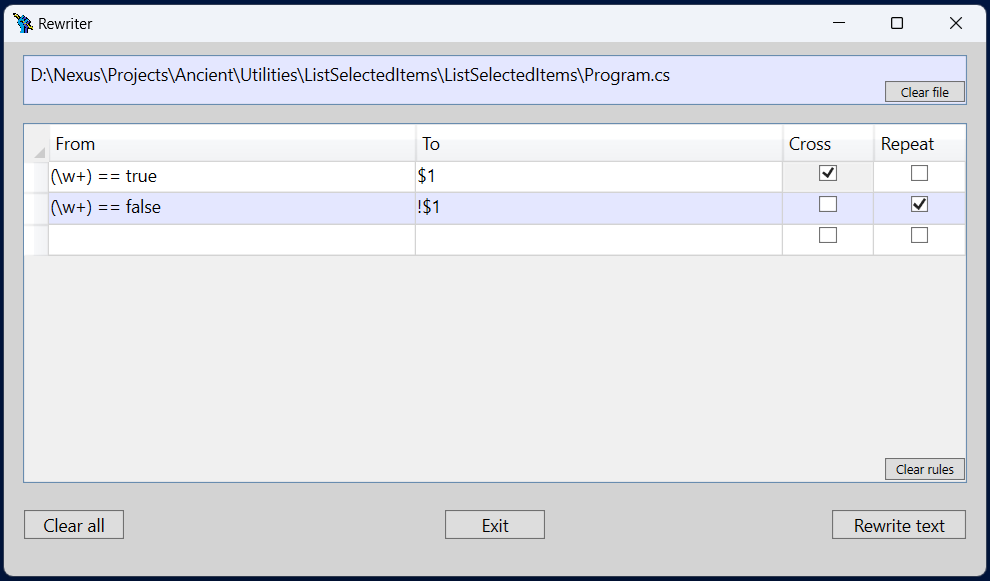 Rewriter
D:\Nexus\Projects\Ancient\Utilities\ListSelectedItems\ListSelectedItems\Program.cs
Clear file
From To Cross Repeat
(\w+) == true $1
(\w+) == false !$1
Clear rules
Clear all Exit Rewrite text